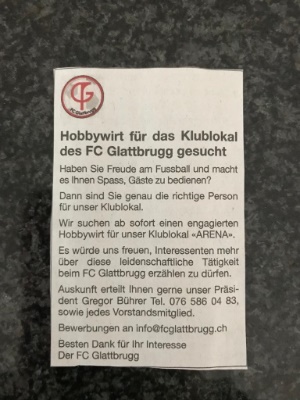 FC Glattbrugg
Hobbywirt für das Klublokal
des FC Glattbrugg gesucht
Haben Sie Freude am Fussball und macht
es Ihnen Spass, Gäste zu bedienen?
Dann sind Sie genau die richtige Person
für unser Klublokal.
Wir suchen ab sofort einen engagierten
Hobbywirt für unser Klublokal «ARENA».
Es würde uns freuen, Interessenten mehr
über diese leidenschaftliche Tätigkeit
beim FC Glattbrugg erzählen zu dürfen.
Auskunft erteilt Ihnen gerne unser Präsi-
dent Gregor Bührer Tel. 076 586 04 83,
sowie jedes Vorstandsmitglied.
Bewerbungen an info@fcglattbrugg.ch
Besten Dank für Ihr Interesse
Der FC Glattbrugg